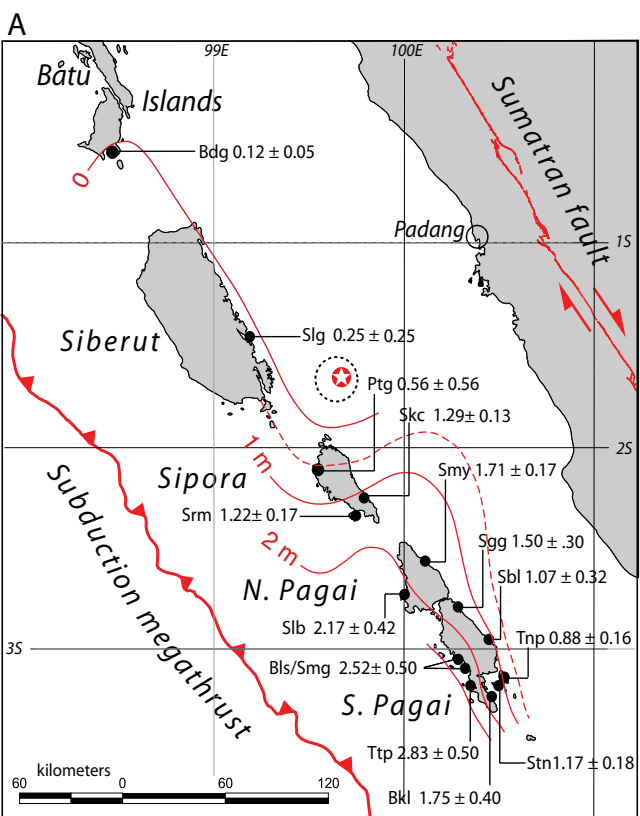 A
99E
100E
Båtu
Islands
Bdg 0.12 ± 0.05
0
Sumatran fault
Padang
1S
Siberut
Slg 0.25 ± 0.25
Ptg 0.56 ± 0.56
Skc 1.29± 0.13
2S
1 m
Sipora
Smy 1.71 ± 0.17
Srm 1.22± 0.17
Sgg 1.50 ± .30
2 m
Sbl 1.07 ± 0.32
N. Pagai
Slb 2.17 ± 0.42
Tnp 0.88 ± 0.16
Subduction megathrust
3S
Bls/Smg 2.52± 0.50
S. Pagai
Ttp 2.83 ± 0.50
Stn1.17 ± 0.18
Bkl 1.75 ± 0.40
kilometers
60 0 60 120